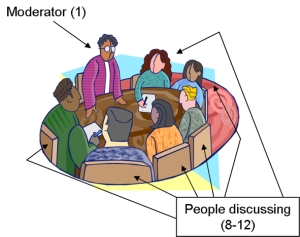 Moderator (1)
People discussing
(8-12)